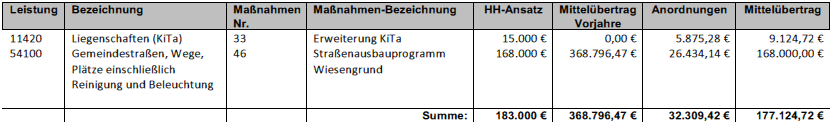 Leistung Bezeichnung Maßnahmen Nr. Maßnahmen-Bezeichnung HH-Ansatz Mittelübertrag Vorjahre Anordnungen Mittelübertrag
11420 Liegenschaften (KiTa) 33 Erweiterung KiTa 15.000 € 0,00 € 5.875,28 € 9.124,72 €
54100 Gemeindestraßen, Wege, 46 Straßenausbauprogramm 168.000 € 368.796,47 € 26.434,14 € 168.000,00 €
Plätze einschließlich Wiesengrund
Reinigung und Beleuchtung
Summe: 183.000 € 368.796,47 € 32.309,42 € 177.124,72 €